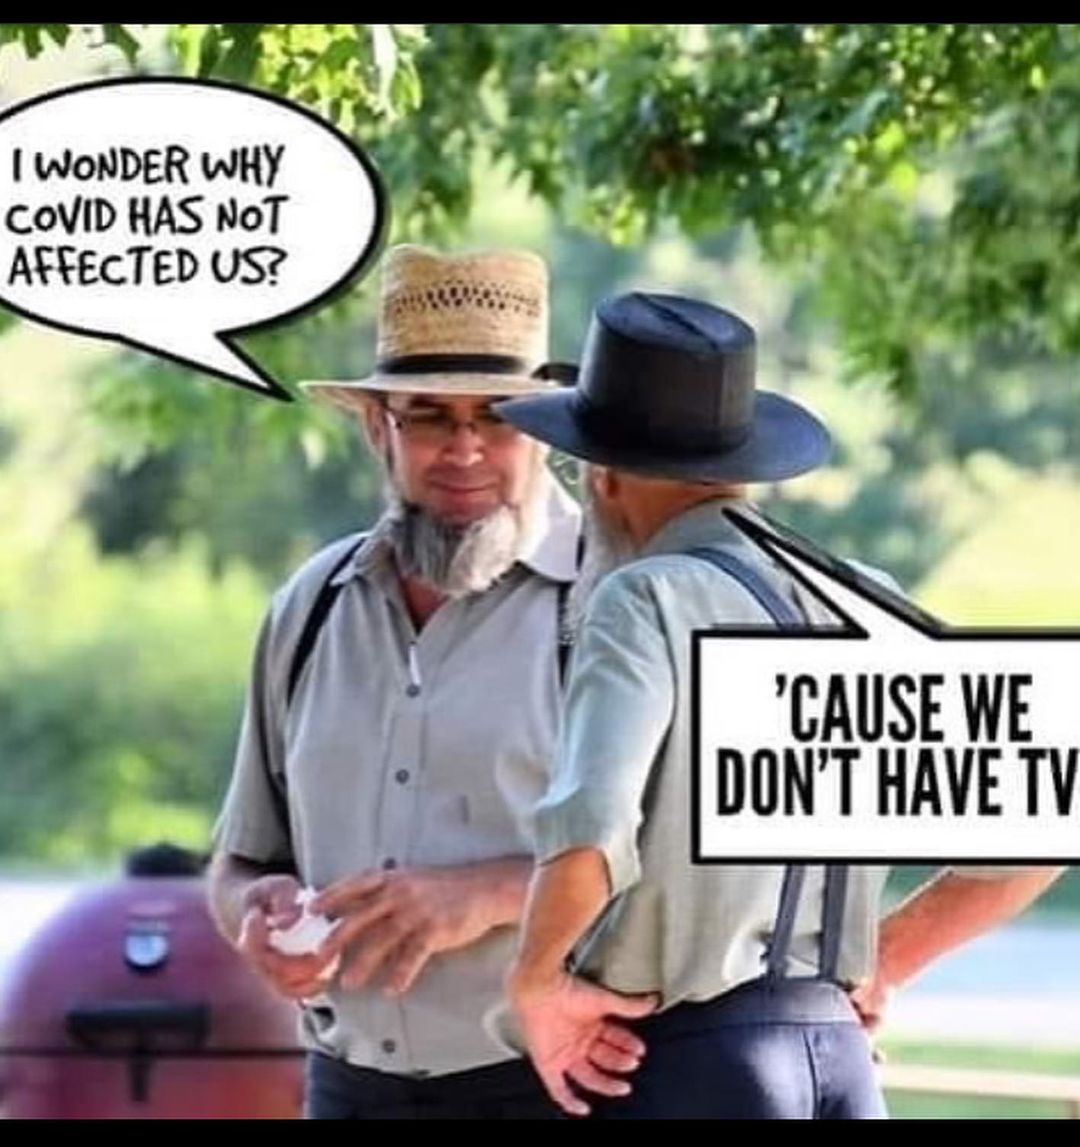 I WONDER WHY
COVID HAS NOT
AFFECTED US?
'CAUSE WE
DON'T HAVE TV